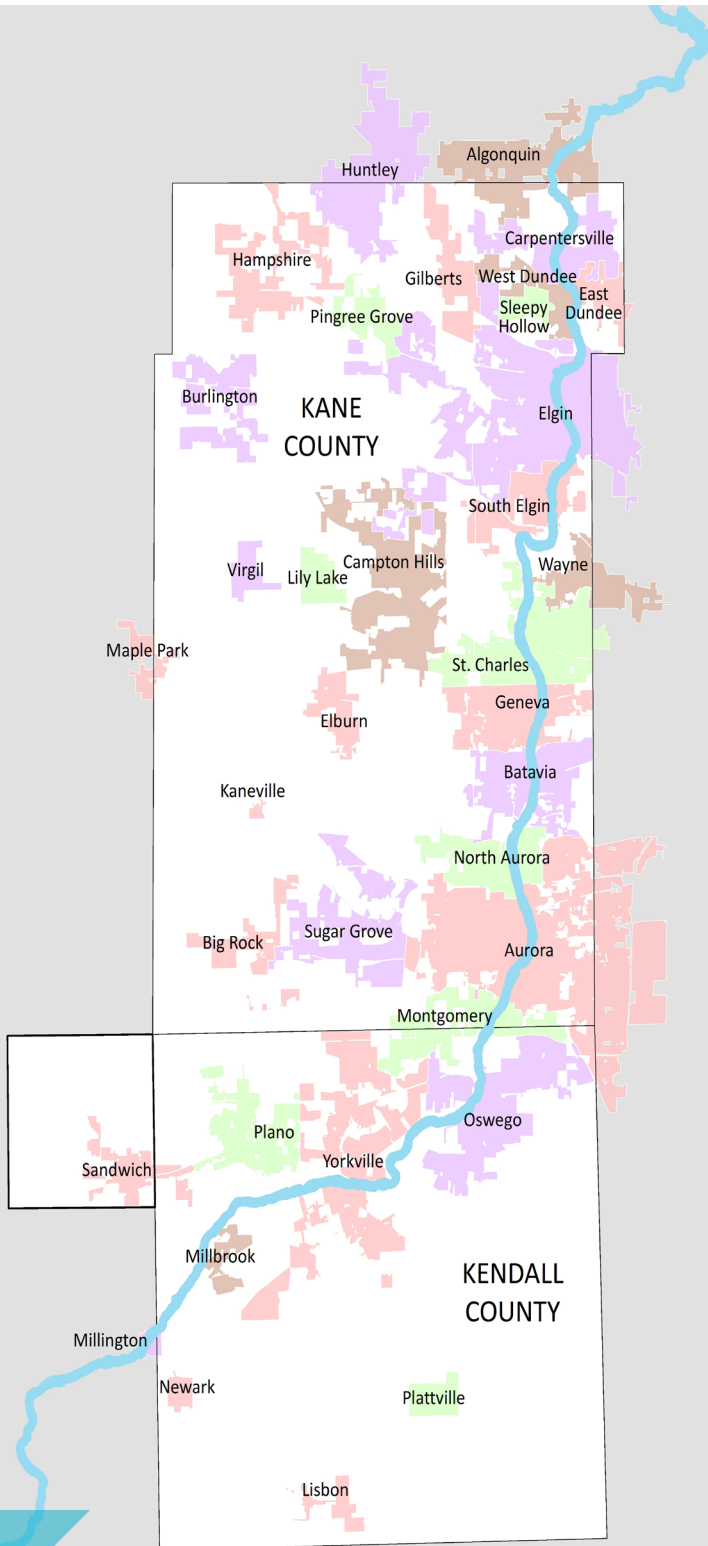 Algonquin
Huntley
Carpentersville
Hampshire
Gilberts
West Dundee
East
Dundee
Sleepy
Hollow
Pingree Grove
Burlington
KANE
COUNTY
Elgin
South Elgin
Campton Hills
Wayne
Virgil
Lily Lake
Maple Park
St. Charles
Geneva
Elburn
Batavia
Kaneville
North Aurora
Sugar Grove
Big Rock
Aurora
Montgomery
Oswego
Plano
Yorkville
Sandwich
Millbrook
KENDALL
COUNTY
Millington
Newark
Plattville
Lisbon